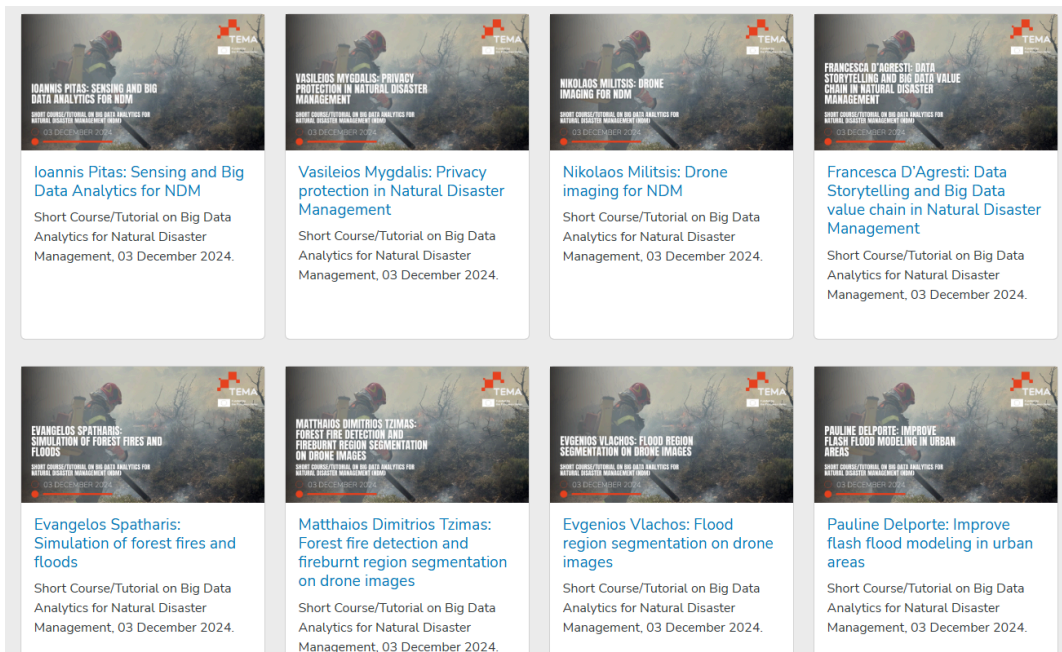 TEMA
IOANNIS PITAS: SENSING AND BIG
DATA ANALYTICS FOR NDM
SHORT COURSE/TUTORIAL ON BIG DATA ANALYTICS FOR
NATURAL DISASTER MANAGEMENT (NDM)
03 DECEMBER 2024
Ioannis Pitas: Sensing and Big
Data Analytics for NDM
Short Course/Tutorial on Big Data
Analytics for Natural Disaster
Management, 03 December 2024.
TEMA
VASILEIOS MYGDALIS: PRIVACY
PROTECTION IN NATURAL DISASTER
MANAGEMENT
SHORT COURSE/TUTORIAL ON BIG DATA ANALYTICS FOR
NATURAL DISASTER MANAGEMENT (NDM)
03 DECEMBER 2024
Vasileios Mygdalis: Privacy
protection in Natural Disaster
Management
Short Course/Tutorial on Big Data
Analytics for Natural Disaster
Management, 03 December 2024.
TEMA
NIKOLAOS MILITSIS: DRONE
IMAGING FOR NDM
SHORT COURSE/TUTORIAL ON BIG DATA ANALYTICS FOR
NATURAL DISASTER MANAGEMENT (NDM)
03 DECEMBER 2024
Nikolaos Militsis: Drone
imaging for NDM
Short Course/Tutorial on Big Data
Analytics for Natural Disaster
Management, 03 December 2024.
TEMA
FRANCESCA D'AGRESTI: DATA
STORYTELLING AND BIG DATA VALUE
CHAIN IN NATURAL DISASTER
MANAGEMENT
SHORT COURSE/TUTORIAL ON BIG DATA ANALYTICS FOR
NATURAL DISASTER MANAGEMENT (NDM)
03 DECEMBER 2024
Francesca D'Agresti: Data
Storytelling and Big Data
value chain in Natural Disaster
Management
Short Course/Tutorial on Big Data
Analytics for Natural Disaster
Management, 03 December 2024.
TEMA
EVANGELOS SPATHARIS:
SIMULATION OF FOREST FIRES AND
FLOODS
SHORT COURSE/TUTORIAL ON BIG DATA ANALYTICS FOR
NATURAL DISASTER MANAGEMENT (NDM)
03 DECEMBER 2024
Evangelos Spatharis:
Simulation of forest fires and
floods
Short Course/Tutorial on Big Data
Analytics for Natural Disaster
Management, 03 December 2024.
TEMA
MATTHAIOS DIMITRIOS TZIMAS:
FOREST FIRE DETECTION AND
FIREBURNT REGION SEGMENTATION
ON DRONE IMAGES
SHORT COURSE/TUTORIAL ON BIG DATA ANALYTICS FOR
NATURAL DISASTER MANAGEMENT (NDM)
03 DECEMBER 2024
Matthaios Dimitrios Tzimas:
Forest fire detection and
fireburnt region segmentation
on drone images
Short Course/Tutorial on Big Data
Analytics for Natural Disaster
Management, 03 December 2024.
TEMA
EVGENIOS VLACHOS: FLOOD REGION
SEGMENTATION ON DRONE IMAGES
SHORT COURSE/TUTORIAL ON BIG DATA ANALYTICS FOR
NATURAL DISASTER MANAGEMENT (NDM)
03 DECEMBER 2024
Evgenios Vlachos: Flood
region segmentation on drone
images
Short Course/Tutorial on Big Data
Analytics for Natural Disaster
Management, 03 December 2024.
TEMA
PAULINE DELPORTE: IMPROVE
FLASH FLOOD MODELING IN URBAN
AREAS
SHORT COURSE/TUTORIAL ON BIG DATA ANALYTICS FOR
NATURAL DISASTER MANAGEMENT (NDM)
03 DECEMBER 2024
Pauline Delporte: Improve
flash flood modeling in urban
areas
Short Course/Tutorial on Big Data
Analytics for Natural Disaster
Management, 03 December 2024.